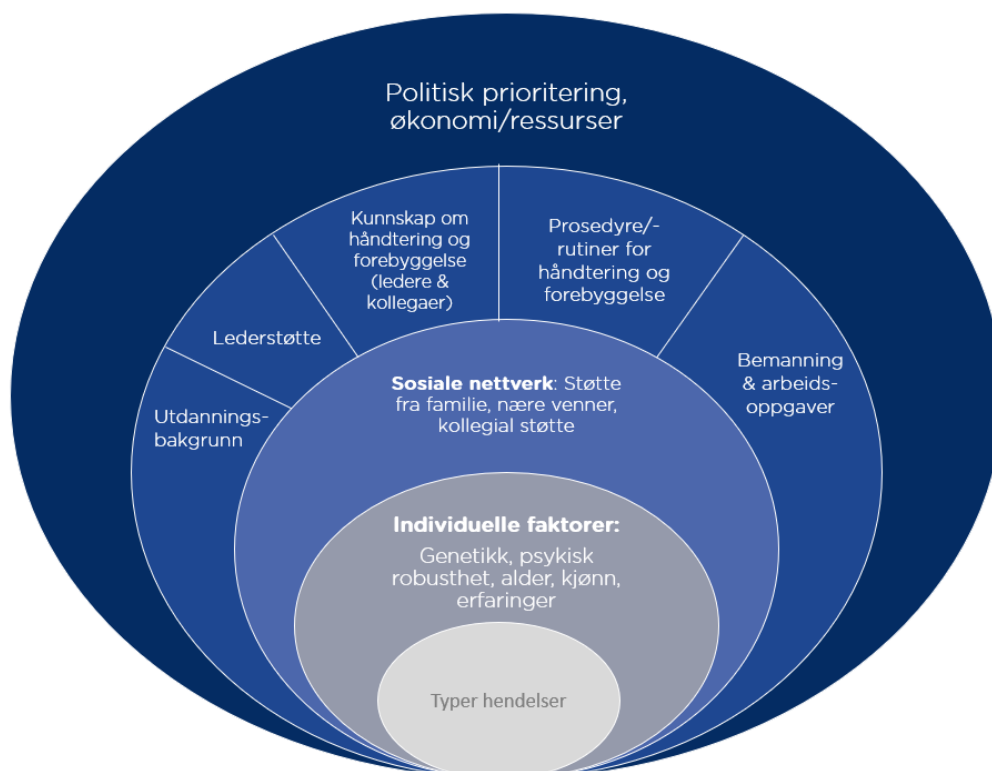 Politisk prioritering,
økonomi/ressurser
Kunnskap om
håndtering og
forebyggelse
(ledere &
kollegaer)
Prosedyre/-
rutiner for
håndtering og
forebyggelse
Lederstøtte
Utdannings-
bakgrunn
Bemanning
& arbeids-
oppgaver
Sosiale nettverk: Støtte
fra familie, nære venner,
kollegial støtte
Individuelle faktorer:
Genetikk, psykisk
robusthet, alder, kjønn,
erfaringer
Typer hendelser